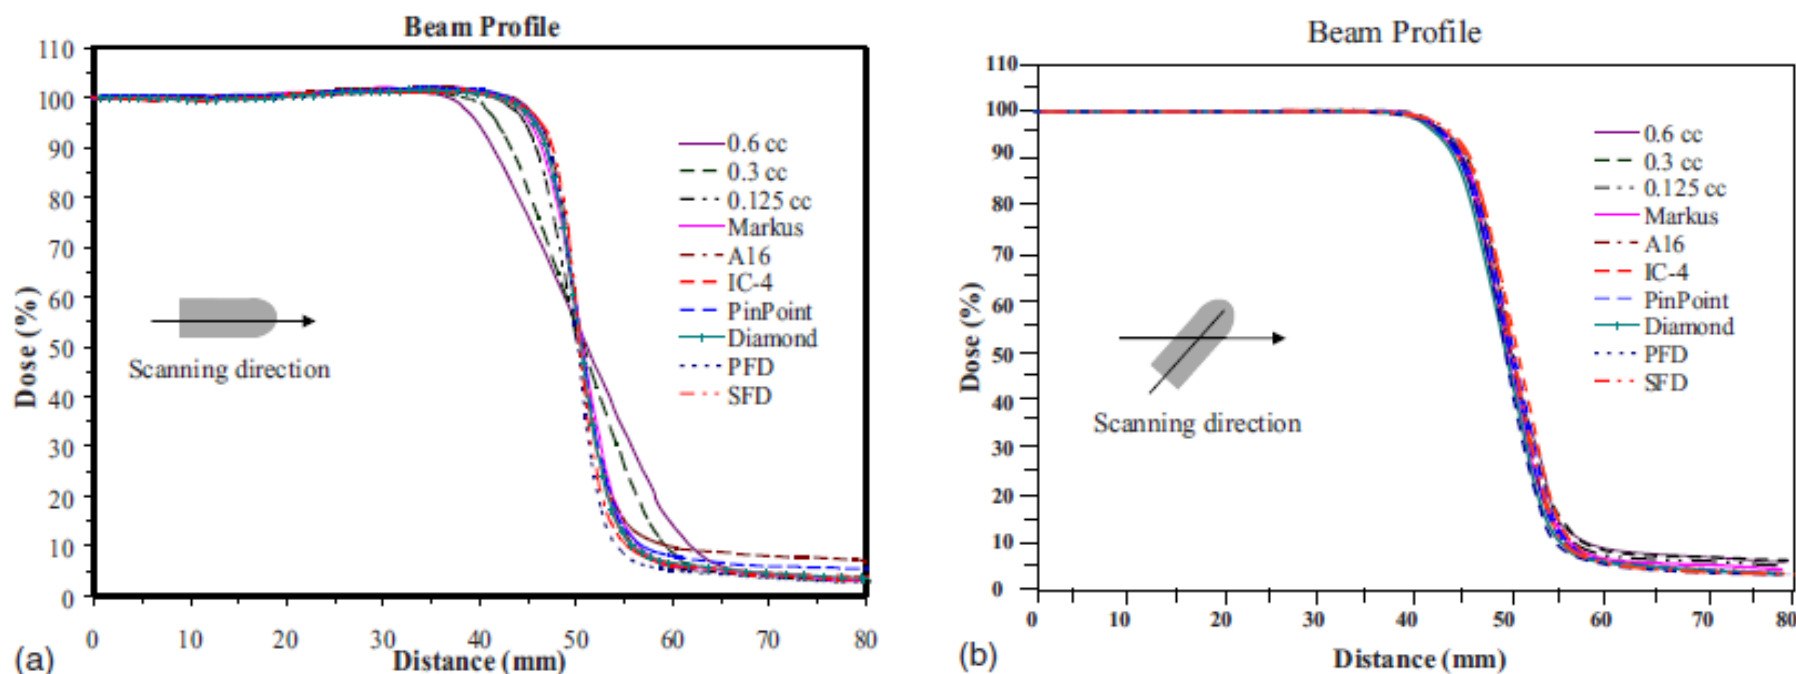 Beam Profile
110
100
90
80
70
60
50
40
30
20
10
0
Dose (%)
0.6 cc
0.3 cc
0.125 cc
Markus
A16
IC-4
PinPoint
Diamond
PFD
SFD
Scanning direction
0 10 20 30 40 50 60 70 80
Distance (mm)
(a)
Beam Profile
110
100
90
80
70
60
50
40
30
20
10
0
Dose (%)
0.6 cc
0.3 cc
0.125 cc
Markus
A16
IC-4
PinPoint
Diamond
PFD
SFD
Scanning direction
0 10 20 30 40 50 60 70 80
Distance (mm)
(b)